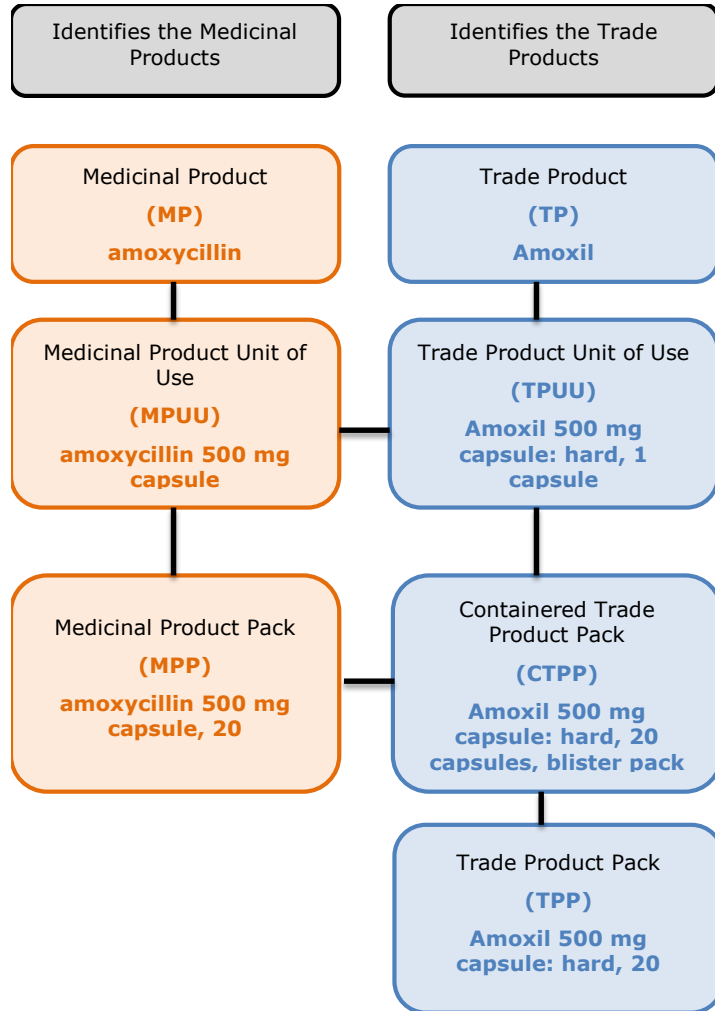 Identifies the Medicinal
Products
Identifies the Trade
Products
Medicinal Product
(MP)
amoxycillin
Trade Product
(TP)
Amoxil
Medicinal Product Unit of
Use
(MPUU)
amoxycillin 500 mg
capsule
Trade Product Unit of Use
(TPUU)
Amoxil 500 mg
capsule: hard, 1
capsule
Medicinal Product Pack
(MPP)
amoxycillin 500 mg
capsule, 20
Containered Trade
Product Pack
(CTPP)
Amoxil 500 mg
capsule: hard, 20
capsules, blister pack
Trade Product Pack
(TPP)
Amoxil 500 mg
capsule: hard, 20